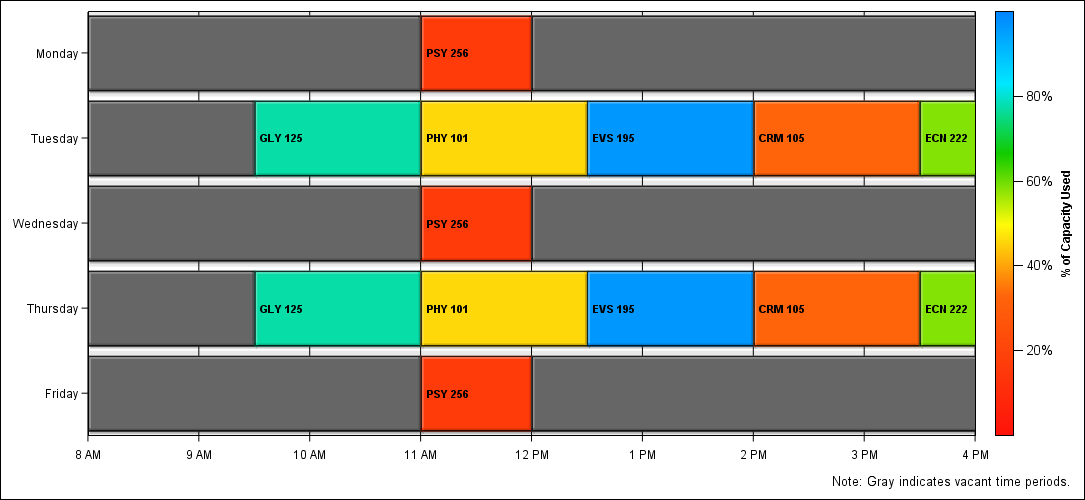 Monday
PSY 256
Tuesday
GLY 125
PHY 101
EVS 195
CRM 105
ECN 222
Wednesday
PSY 256
Thursday
GLY 125
PHY 101
EVS 195
CRM 105
ECN 222
Friday
PSY 256
8 AM
9 AM
10 AM
11 AM
12 PM
1 PM
2 PM
3 PM
4 PM
80%
60%
40%
20%
% of Capacity Used
Note: Gray indicates vacant time periods.